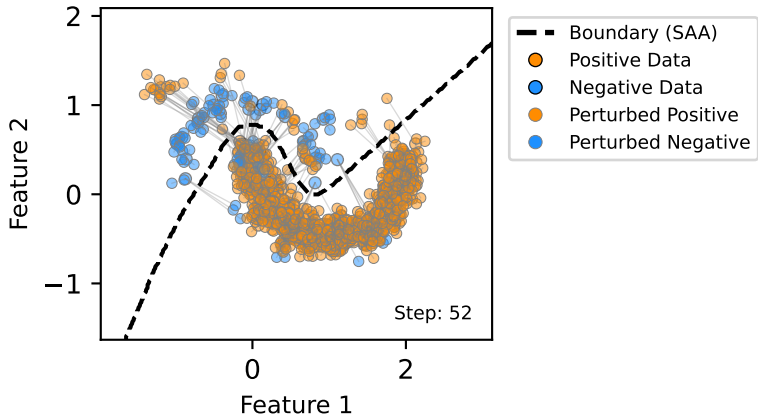 2
1
0
−1
Feature 2
0
2
Feature 1
Step: 52
Boundary (SAA)
Positive Data
Negative Data
Perturbed Positive
Perturbed Negative